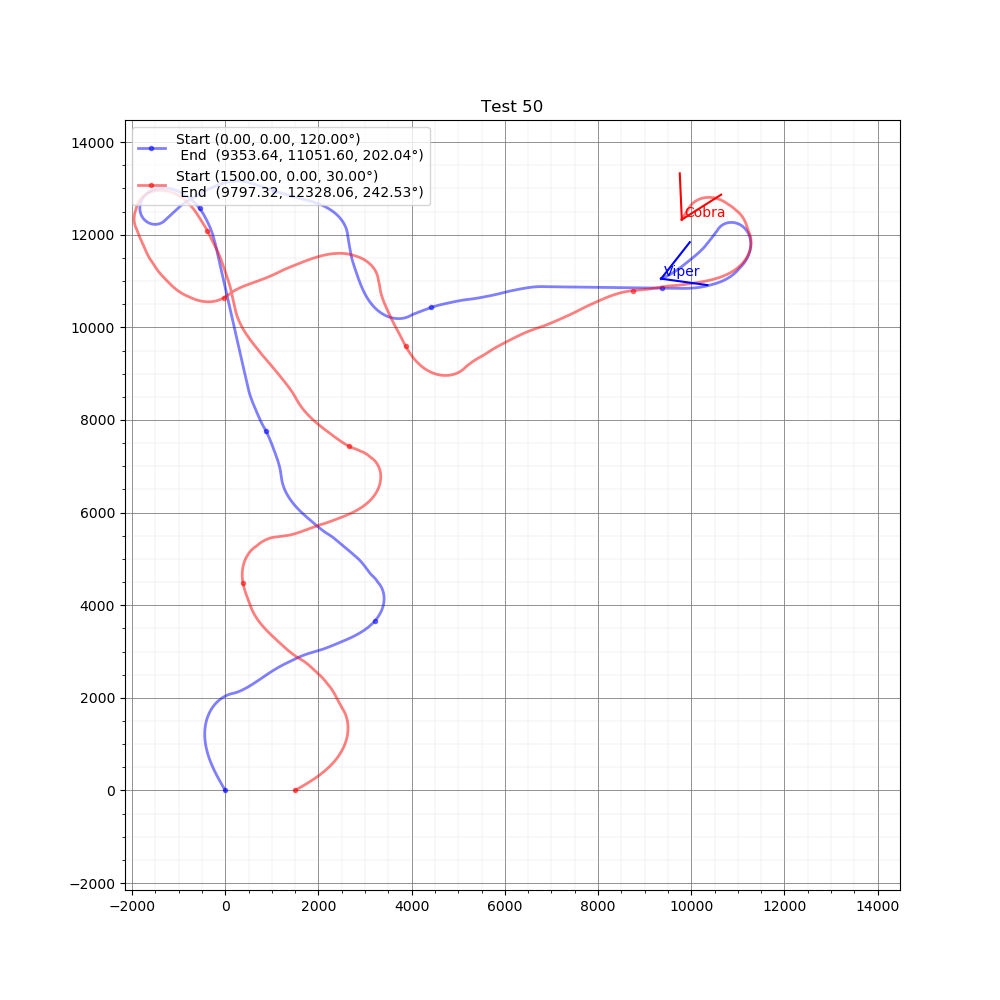 Test 50
Start (0.00, 0.00, 120.00°)
End (9353.64, 11051.60, 202.04°)
Start (1500.00, 0.00, 30.00°)
End (9797.32, 12328.06, 242.53°)
Cobra
Viper
14000
12000
10000
8000
6000
4000
2000
0
−2000
−2000 0 2000 4000 6000 8000 10000 12000 14000